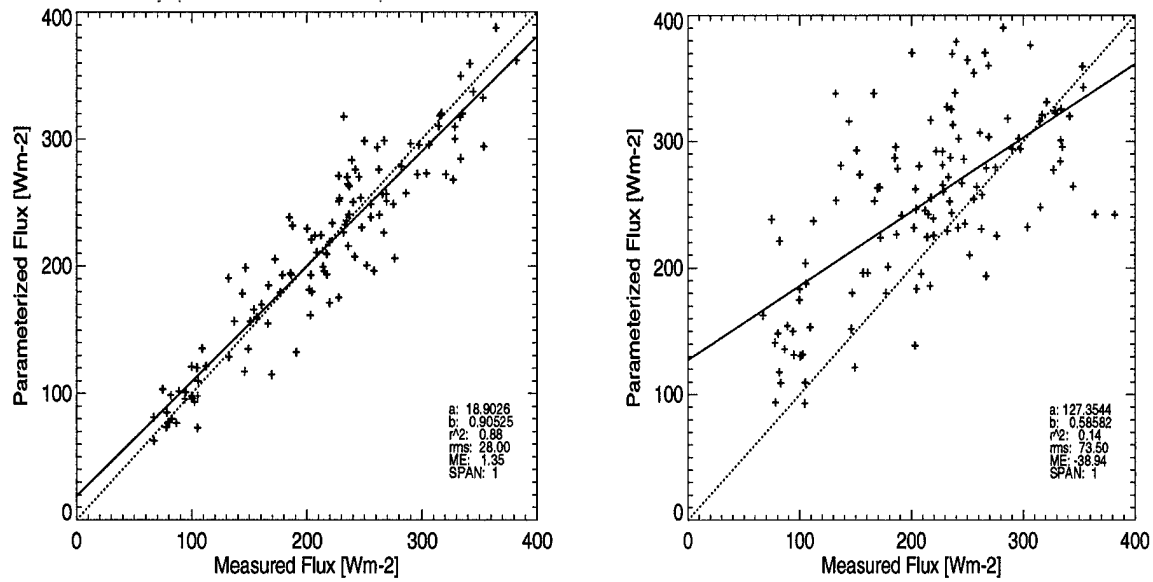 400
300
200
100
0
Parameterized Flux [Wm-2]
a: 18.9026
b: 0.90525
r^2: 0.88
rms: 28.00
ME: 1.35
SPAN: 1
0 100 200 300 400
Measured Flux [Wm-2]
400
300
200
100
0
Parameterized Flux [Wm-2]
a: 127.3544
b: 0.58582
r^2: 0.14
rms: 73.50
ME: -38.94
SPAN: 1
0 100 200 300 400
Measured Flux [Wm-2]